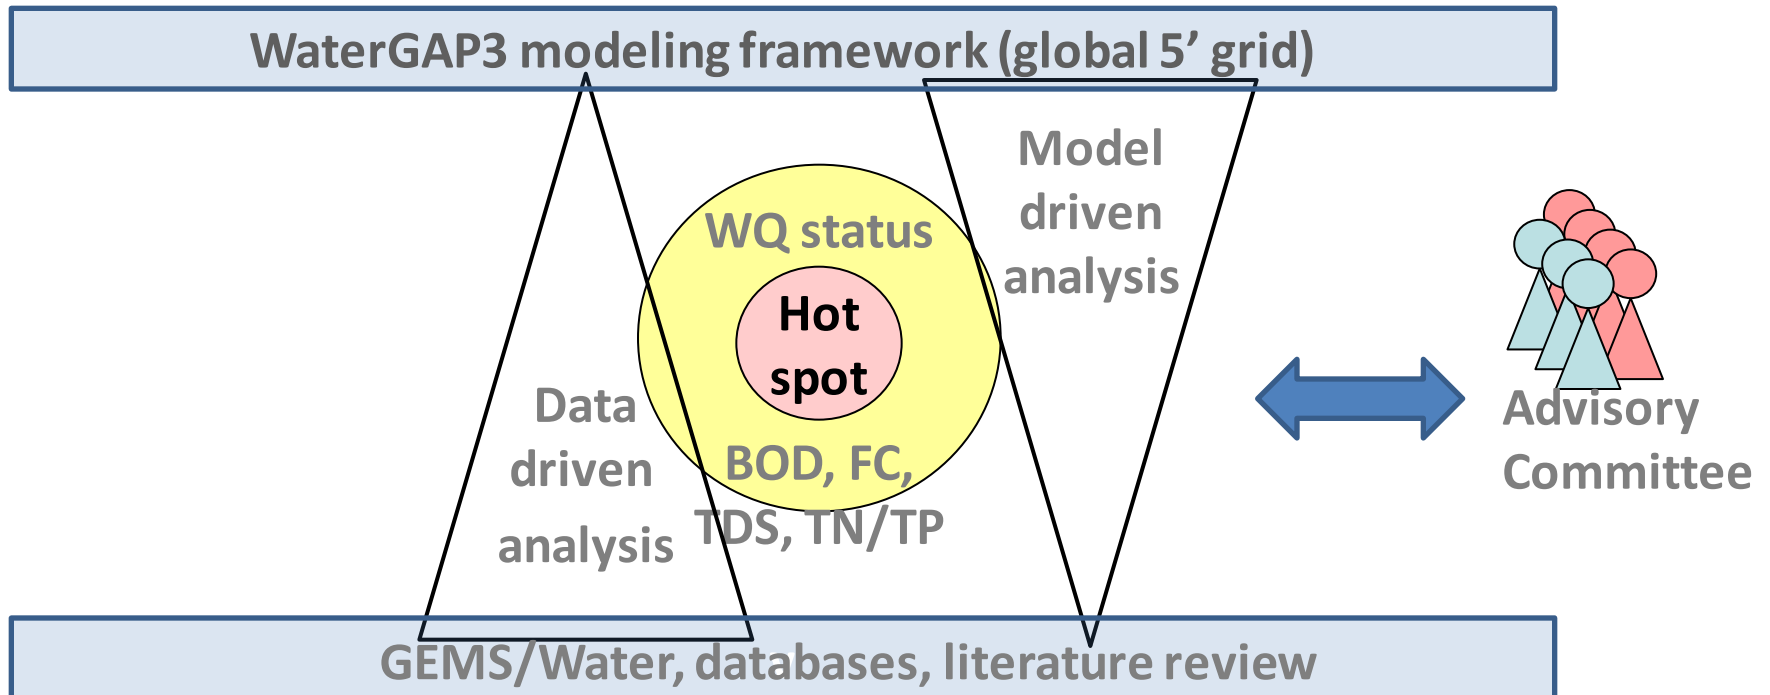 WaterGAP3 modeling framework (global 5’ grid)
Model
driven
analysis
WQ status
Hot
spot
Data
driven
analysis
BOD, FC,
TDS, TN/TP
Advisory
Committee
GEMS/Water, databases, literature review